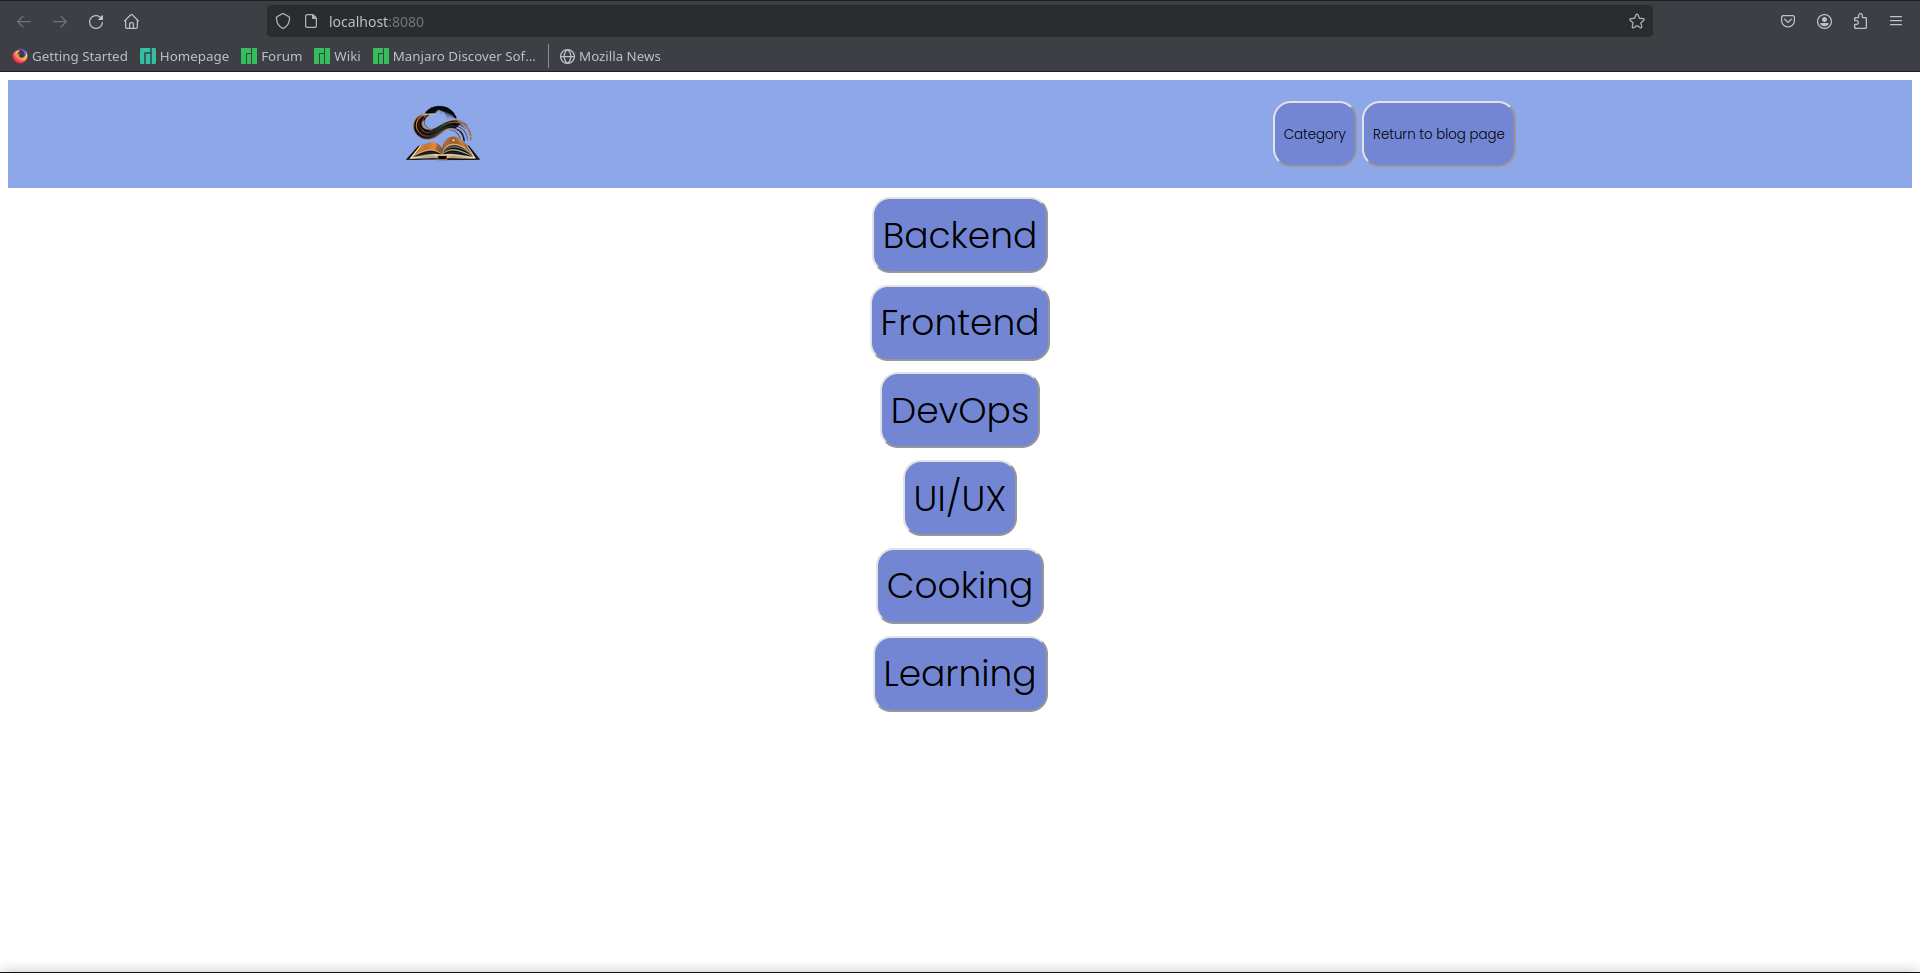 localhost:8080
Getting Started Homepage Forum Wiki Manjaro Discover Sof... Mozilla News
Category Return to blog page
Backend
Frontend
DevOps
UI/UX
Cooking
Learning